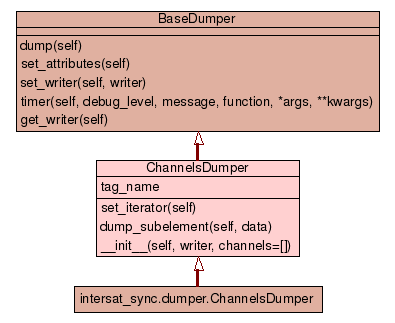 BaseDumper
dump(self)
set_attributes(self)
set_writer(self, writer)
timer(self, debug_level, message, function, *args, **kwargs)
get_writer(self)
ChannelsDumper
tag_name
set_iterator(self)
dump_subelement(self, data)
__init__(self, writer, channels=[])
intersat_sync.dumper.ChannelsDumper